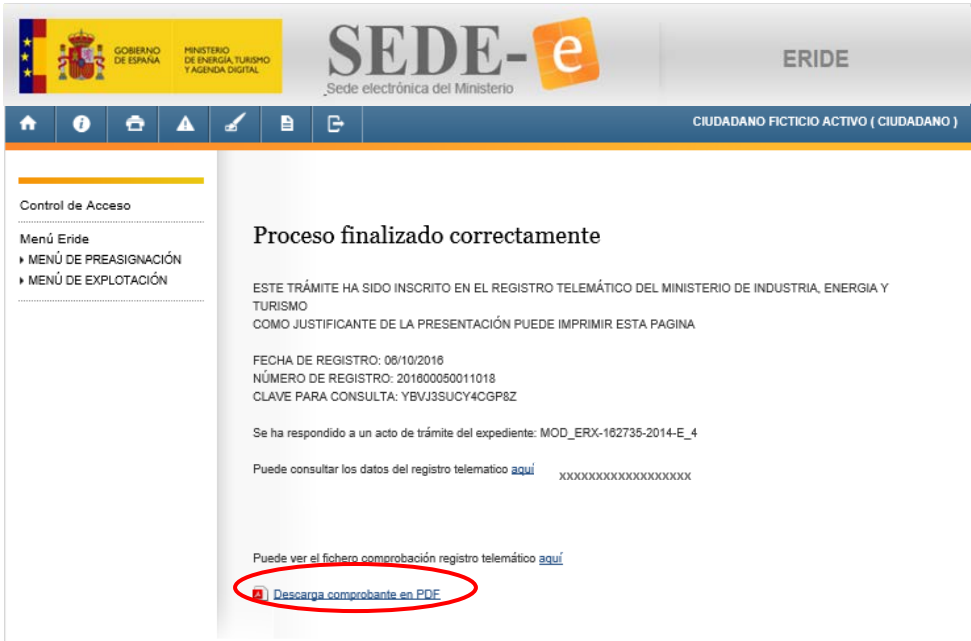 GOBIERNO
DE ESPAÑA
MINISTERIO
DE ENERGÍA, TURISMO
Y AGENDA DIGITAL
SEDE-e
Sede electrónica del Ministerio
ERIDE
CIUDADANO FICTICIO ACTIVO ( CIUDADANO )
Control de Acceso
Menú Eride
MENÚ DE PREASIGNACIÓN
MENÚ DE EXPLOTACIÓN
Proceso finalizado correctamente
ESTE TRÁMITE HA SIDO INSCRITO EN EL REGISTRO TELEMÁTICO DEL MINISTERIO DE INDUSTRIA, ENERGIA Y
TURISMO
COMO JUSTIFICANTE DE LA PRESENTACIÓN PUEDE IMPRIMIR ESTA PAGINA
FECHA DE REGISTRO: 06/10/2016
NÚMERO DE REGISTRO: 201600050011018
CLAVE PARA CONSULTA: YBVJ3SUCY4CGP8Z
Se ha respondido a un acto de trámite del expediente: MOD_ERX-162735-2014-E_4
Puede consultar los datos del registro telematico aquí xxxxxxxxxxxxxxxxxx
Puede ver el fichero comprobación registro telemático aquí
Descarga comprobante en PDF